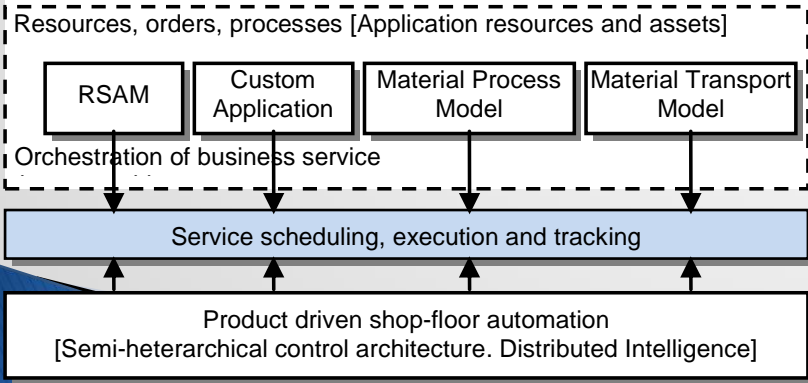 Resources, orders, processes [Application resources and assets]
RSAM
Custom
Application
Material Process
Model
Material Transport
Model
Orchestration of business service
Service scheduling, execution and tracking
Product driven shop-floor automation
[Semi-heterarchical control architecture. Distributed Intelligence]